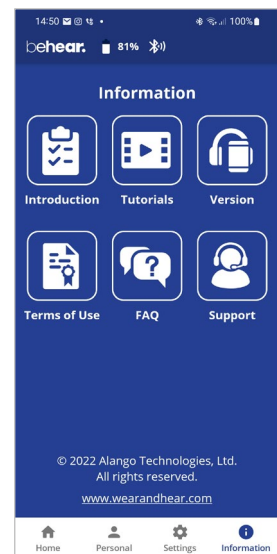 14:50 100%
behear. 81%
Information
Introduction Tutorials Version
Terms of Use FAQ Support
© 2022 Alango Technologies, Ltd.
All rights reserved.
www.wearandhear.com
Home Personal Settings Information